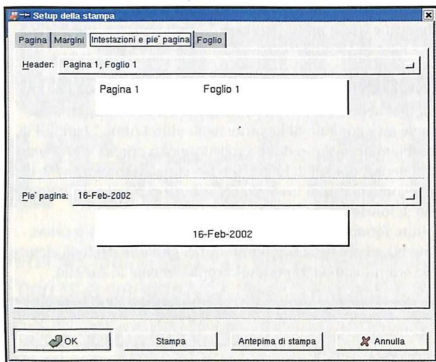 Setup della stampa
Pagina Margini Intestazioni e pie' pagina Foglio
Header: Pagina 1, Foglio 1
Pagina 1 Foglio 1
Pie' pagina: 16-Feb-2002
16-Feb-2002
OK Stampa Antepima di stampa Annulla